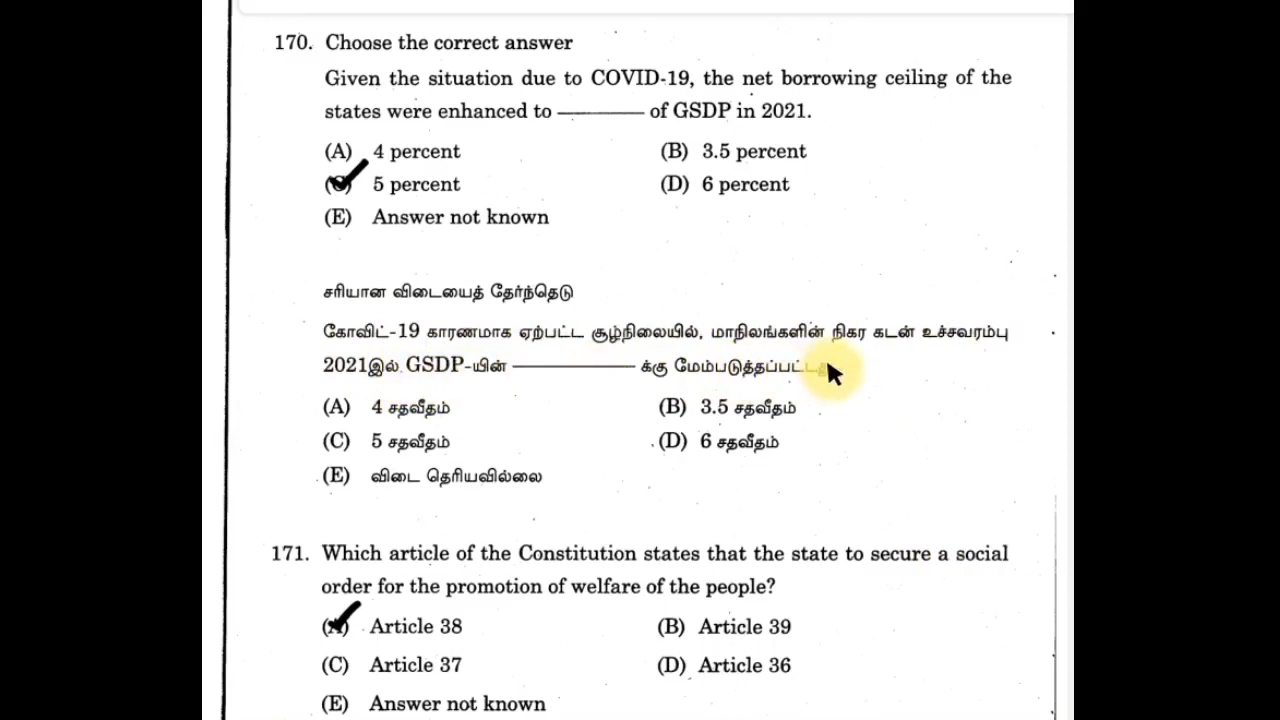 170. Choose the correct answer
Given the situation due to COVID-19, the net borrowing ceiling of the
states were enhanced to ———— of GSDP in 2021.
(A) 4 percent (B) 3.5 percent
(C) 5 percent (D) 6 percent
(E) Answer not known
சரியான விடையைத் தேர்ந்தெடு
கோவிட்-19 காரணமாக ஏற்பட்ட சூழ்நிலையில், மாநிலங்களின் நிகர கடன் உச்சவரம்பு
2021இல் GSDP-யின் ———— க்கு மேம்படுத்தப்பட்டது
(A) 4 சதவீதம் (B) 3.5 சதவீதம்
(C) 5 சதவீதம் (D) 6 சதவீதம்
(E) விடை தெரியவில்லை
171. Which article of the Constitution states that the state to secure a social
order for the promotion of welfare of the people?
(A) Article 38 (B) Article 39
(C) Article 37 (D) Article 36
(E) Answer not known